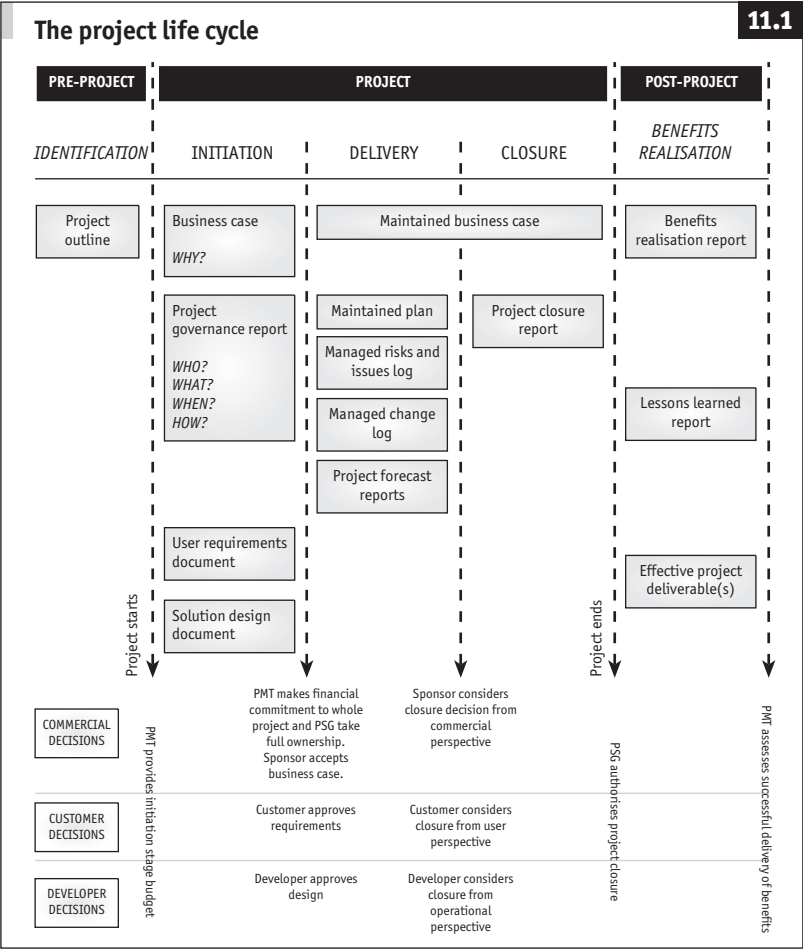 The project life cycle
11.1
PRE-PROJECT
PROJECT
POST-PROJECT
IDENTIFICATION
INITIATION
DELIVERY
CLOSURE
BENEFITS
REALISATION
Project
outline
Business case
WHY?
Maintained business case
Benefits
realisation report
Project
governance report
WHO?
WHAT?
WHEN?
HOW?
Maintained plan
Managed risks and
issues log
Managed change
log
Project forecast
reports
Project closure
report
Lessons learned
report
User requirements
document
Solution design
document
Effective project
deliverable(s)
Project starts
Project ends
COMMERCIAL
DECISIONS
PMT provides initiation stage budget
PMT makes financial
commitment to whole
project and PSG take
full ownership.
Sponsor accepts
business case.
Sponsor considers
closure decision from
commercial
perspective
PSG authorises project closure
PMT assesses successful delivery of benefits
CUSTOMER
DECISIONS
Customer approves
requirements
Customer considers
closure from user
perspective
DEVELOPER
DECISIONS
Developer approves
design
Developer considers
closure from
operational
perspective